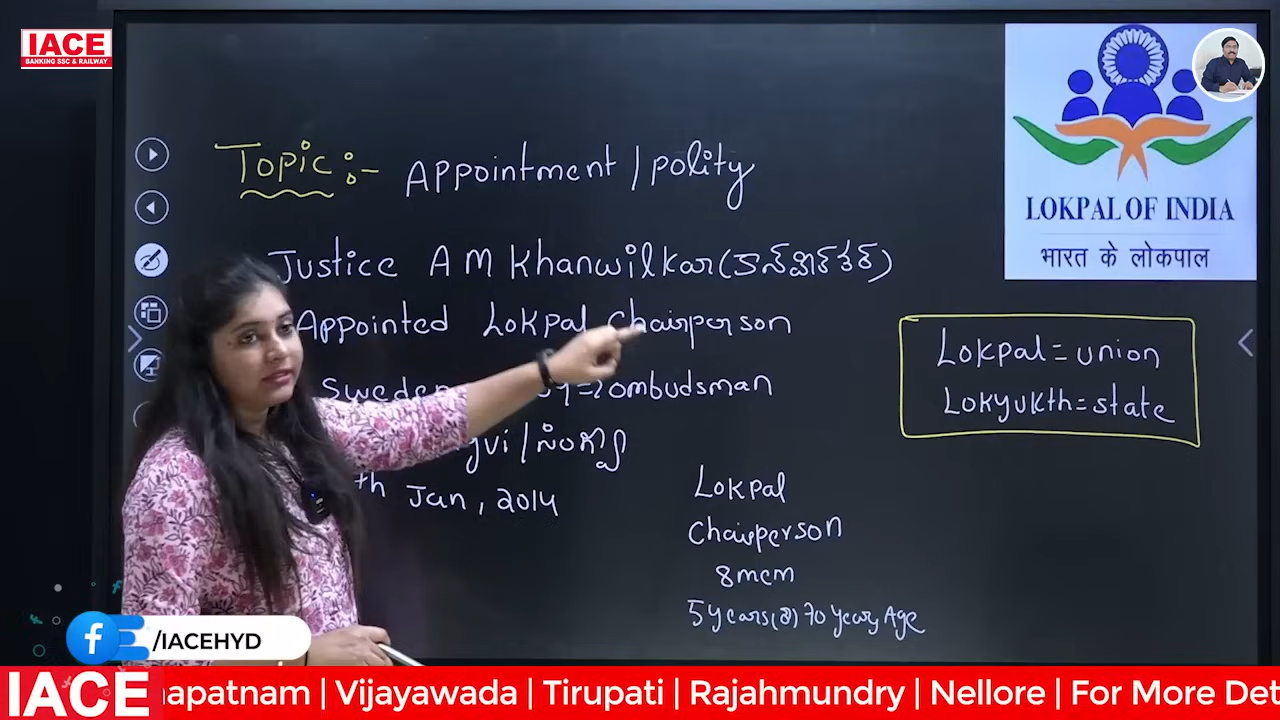 IACE
BANKING SSC & RAILWAY
Topic :-
Appointment / polity
Justice A M Khanwilkar (ఖాన్విల్కర్)
Appointed Lokpal Chairperson
Sweden
ombudsman
th Jan, 2014
LOKPAL OF INDIA
भारत के लोकपाल
Lokpal = union
Lokyukth = state
Lokpal
Chairperson
8 mem
5 years (లేదా) 70 years Age
/IACEHYD
IACE
apatnam | Vijayawada | Tirupati | Rajahmundry | Nellore | For More Det